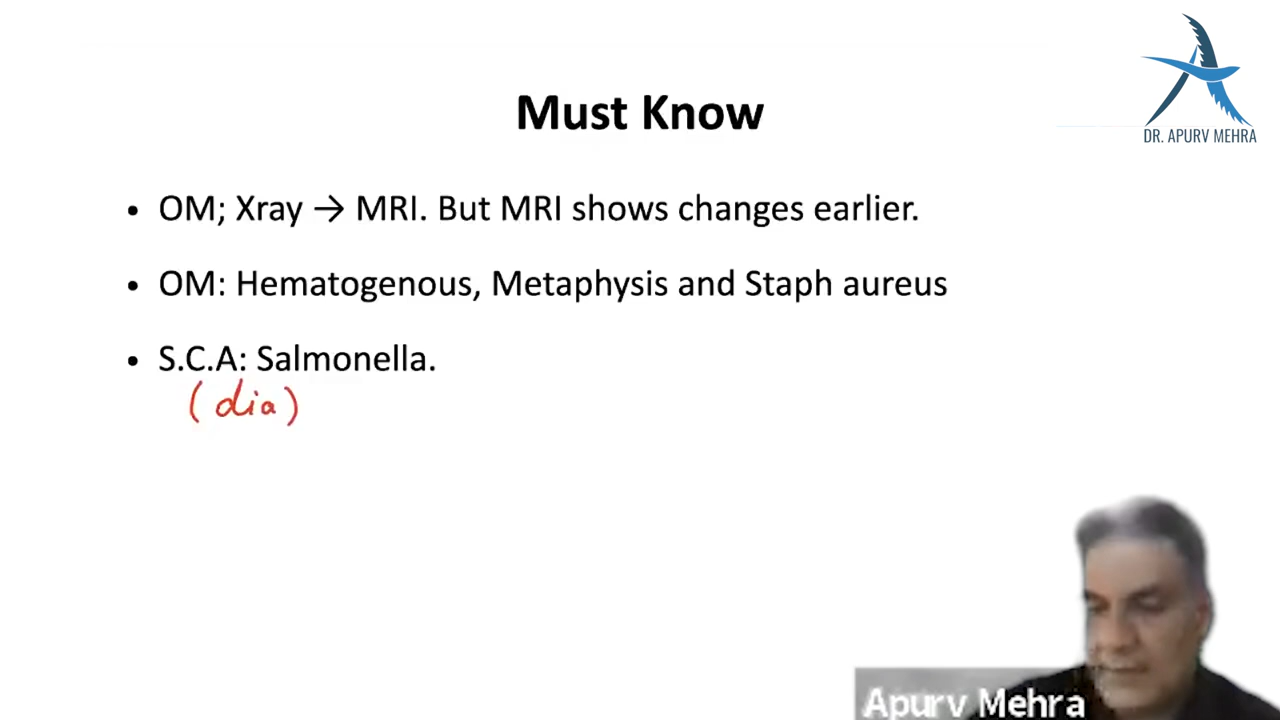 DR. APURV MEHRA
Must Know
• OM; Xray → MRI. But MRI shows changes earlier.
• OM: Hematogenous, Metaphysis and Staph aureus
• S.C.A: Salmonella.
(dia)
Apurv Mehra